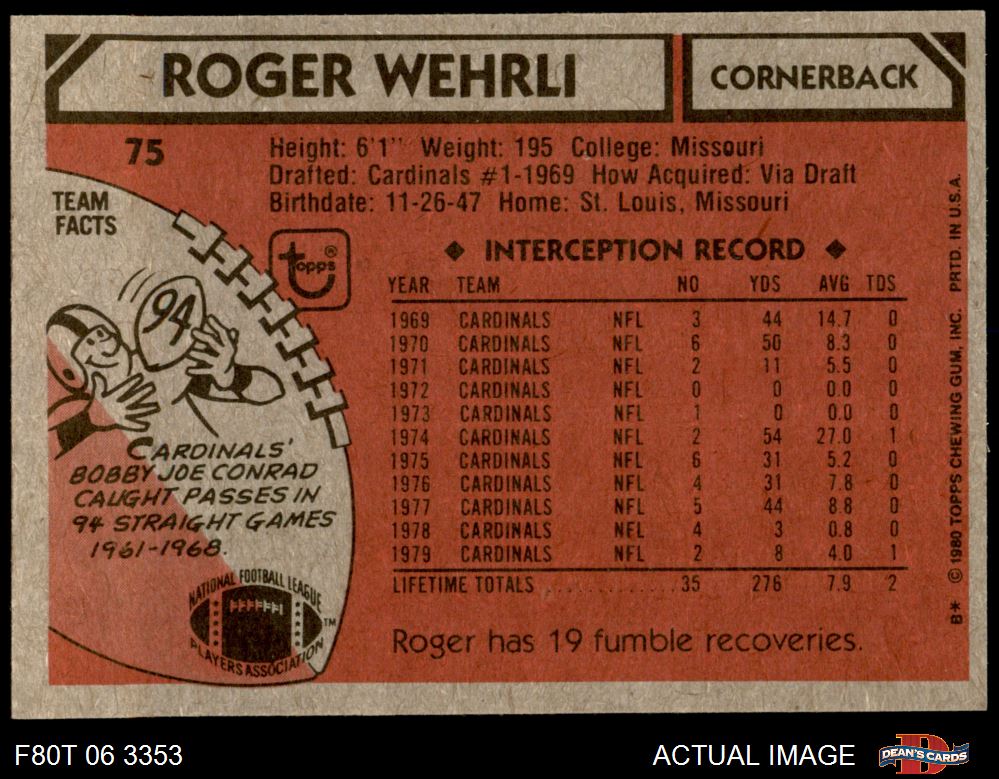 ROGER WEHRLI
CORNERBACK
75
Height: 6'1" Weight: 195 College: Missouri
Drafted: Cardinals #1-1969 How Acquired: Via Draft
Birthdate: 11-26-47 Home: St. Louis, Missouri
TEAM
FACTS
topps®
94
CARDINALS'
BOBBY JOE CONRAD
CAUGHT PASSES IN
94 STRAIGHT GAMES
1961-1968.
NATIONAL FOOTBALL LEAGUE
PLAYERS ASSOCIATION
TM
◆ INTERCEPTION RECORD ◆
YEAR TEAM NO YDS AVG TDS
1969 CARDINALS NFL 3 44 14.7 0
1970 CARDINALS NFL 6 50 8.3 0
1971 CARDINALS NFL 2 11 5.5 0
1972 CARDINALS NFL 0 0 0.0 0
1973 CARDINALS NFL 1 0 0.0 0
1974 CARDINALS NFL 2 54 27.0 1
1975 CARDINALS NFL 6 31 5.2 0
1976 CARDINALS NFL 4 31 7.8 0
1977 CARDINALS NFL 5 44 8.8 0
1978 CARDINALS NFL 4 3 0.8 0
1979 CARDINALS NFL 2 8 4.0 1
LIFETIME TOTALS ............ 35 276 7.9 2
Roger has 19 fumble recoveries.
B* © 1980 TOPPS CHEWING GUM, INC. PRTD. IN U.S.A.
F80T 06 3353
ACTUAL IMAGE
D
DEAN'S CARDS